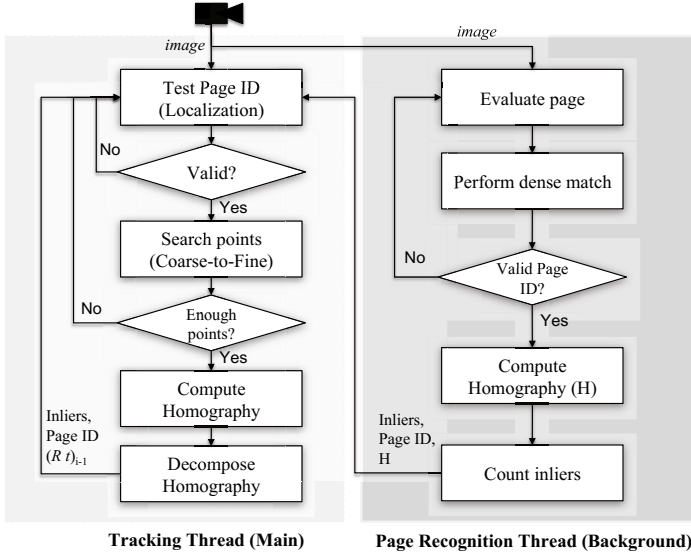 image
image
Test Page ID
(Localization)
No
Valid?
Yes
Search points
(Coarse-to-Fine)
No
Enough
points?
Yes
Compute
Homography
Inliers,
Page ID
(R t)i-1
Decompose
Homography
Tracking Thread (Main)
Evaluate page
Perform dense match
No
Valid Page
ID?
Yes
Compute
Homography (H)
Inliers,
Page ID,
H
Count inliers
Page Recognition Thread (Background)